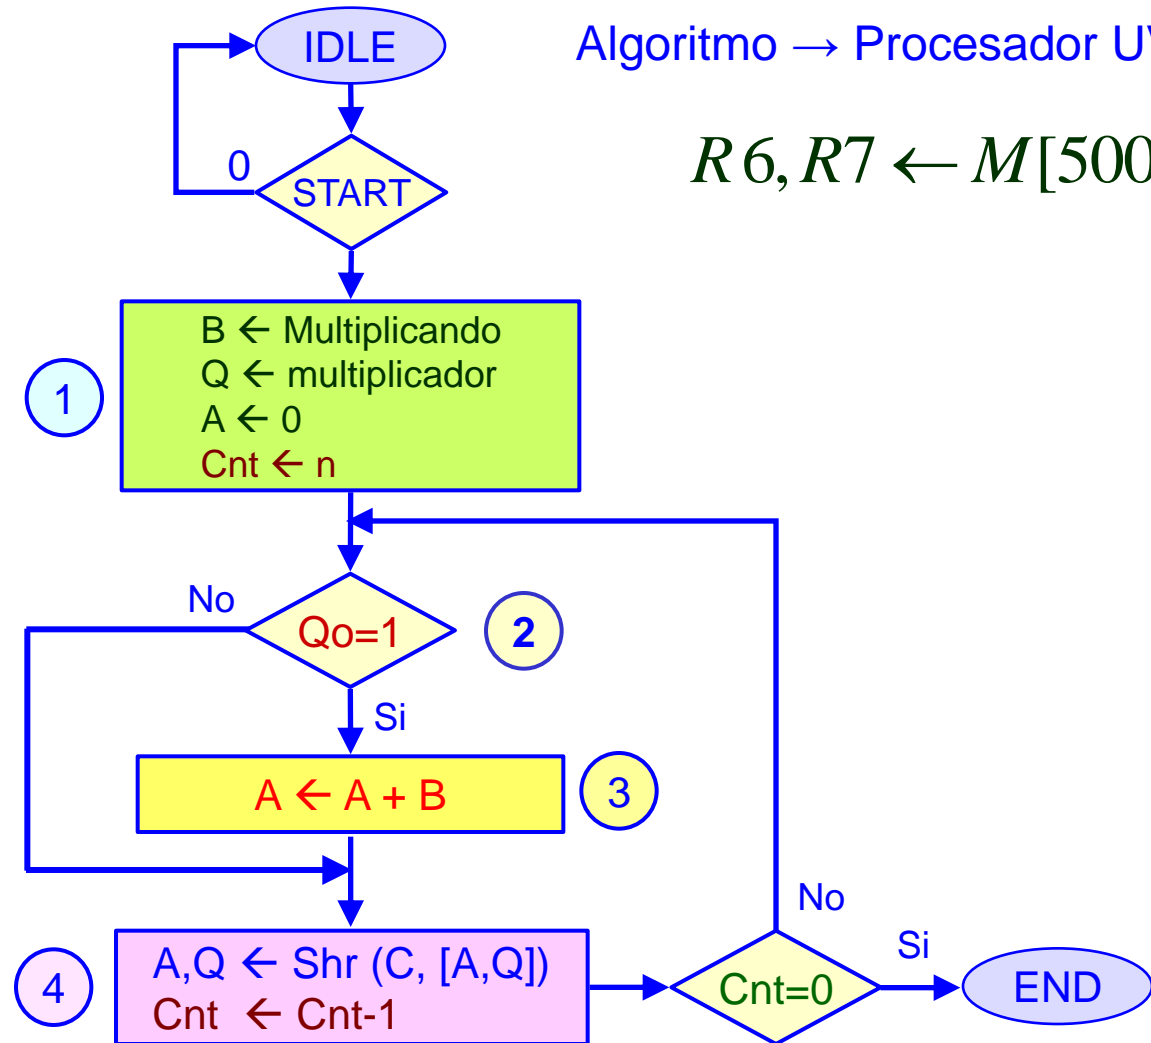 IDLE
Algoritmo → Procesador UV
0
START
R6, R7 ← M[500
B ← Multiplicando
Q ← multiplicador
A ← 0
Cnt ← n
1
No
Qo=1
2
Si
A ← A + B
3
No
Si
4
A,Q ← Shr (C, [A,Q])
Cnt ← Cnt-1
Cnt=0
END